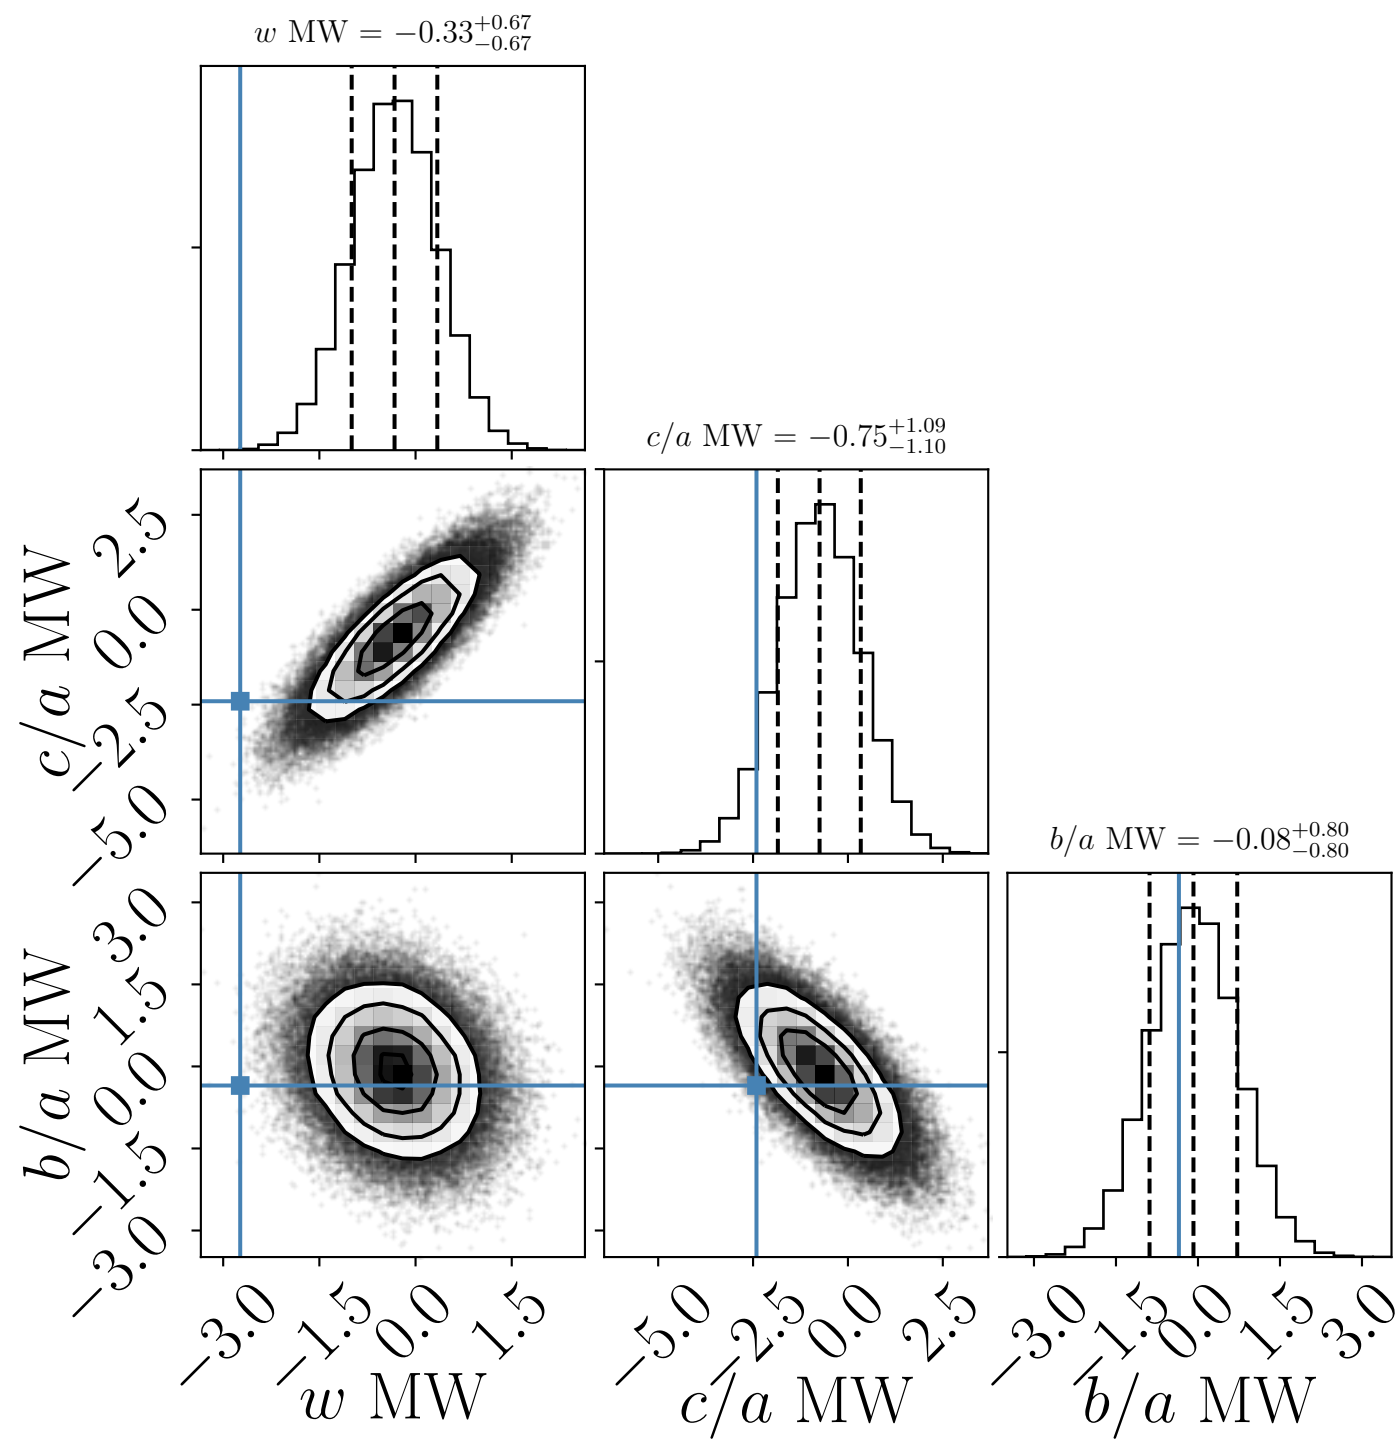 w MW = −0.33+0.67−0.67
c/a MW = −0.75+1.09−1.10
b/a MW = −0.08+0.80−0.80
c/a MW
2.5
0.0
−2.5
−5.0
b/a MW
3.0
1.5
0.0
−1.5
−3.0
−3.0 −1.5 0.0 1.5
w MW
−5.0 −2.5 0.0 2.5
c/a MW
−3.0 −1.5 0.0 1.5 3.0
b/a MW